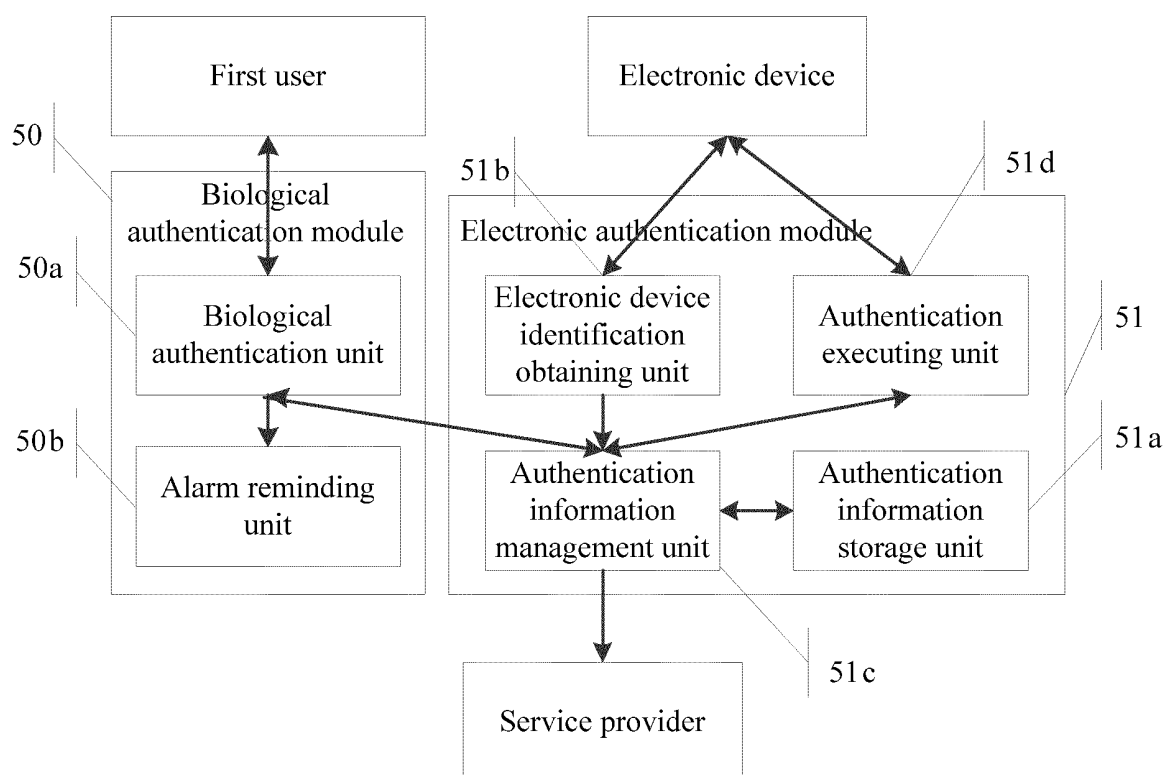 First user
Electronic device
50
51b
51d
Biological
authentication module
Electronic authentication module
50a
Biological
authentication unit
Electronic device
identification
obtaining unit
Authentication
executing unit
51
50b
Alarm reminding
unit
Authentication
information
management unit
Authentication
information
storage unit
51a
51c
Service provider